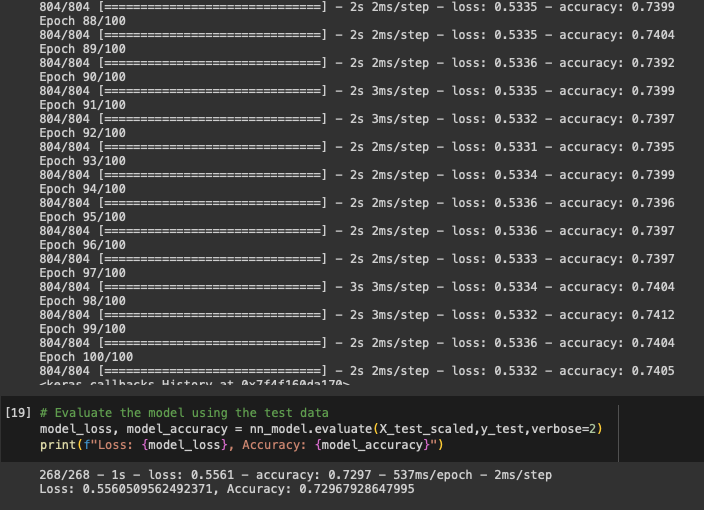 804/804 [==============================] - 2s 2ms/step - loss: 0.5335 - accuracy: 0.7399
Epoch 88/100
804/804 [==============================] - 2s 2ms/step - loss: 0.5335 - accuracy: 0.7404
Epoch 89/100
804/804 [==============================] - 2s 2ms/step - loss: 0.5336 - accuracy: 0.7392
Epoch 90/100
804/804 [==============================] - 2s 3ms/step - loss: 0.5335 - accuracy: 0.7399
Epoch 91/100
804/804 [==============================] - 2s 3ms/step - loss: 0.5332 - accuracy: 0.7397
Epoch 92/100
804/804 [==============================] - 2s 2ms/step - loss: 0.5331 - accuracy: 0.7395
Epoch 93/100
804/804 [==============================] - 2s 2ms/step - loss: 0.5334 - accuracy: 0.7399
Epoch 94/100
804/804 [==============================] - 2s 2ms/step - loss: 0.5336 - accuracy: 0.7396
Epoch 95/100
804/804 [==============================] - 2s 2ms/step - loss: 0.5336 - accuracy: 0.7397
Epoch 96/100
804/804 [==============================] - 2s 2ms/step - loss: 0.5333 - accuracy: 0.7397
Epoch 97/100
804/804 [==============================] - 3s 3ms/step - loss: 0.5334 - accuracy: 0.7404
Epoch 98/100
804/804 [==============================] - 2s 3ms/step - loss: 0.5332 - accuracy: 0.7412
Epoch 99/100
804/804 [==============================] - 2s 2ms/step - loss: 0.5336 - accuracy: 0.7404
Epoch 100/100
804/804 [==============================] - 2s 2ms/step - loss: 0.5332 - accuracy: 0.7405
<keras.callbacks.History at 0x7f4f160da170>
[19] # Evaluate the model using the test data
model_loss, model_accuracy = nn_model.evaluate(X_test_scaled,y_test,verbose=2)
print(f"Loss: {model_loss}, Accuracy: {model_accuracy}")
268/268 - 1s - loss: 0.5561 - accuracy: 0.7297 - 537ms/epoch - 2ms/step
Loss: 0.5560509562492371, Accuracy: 0.72967928647995